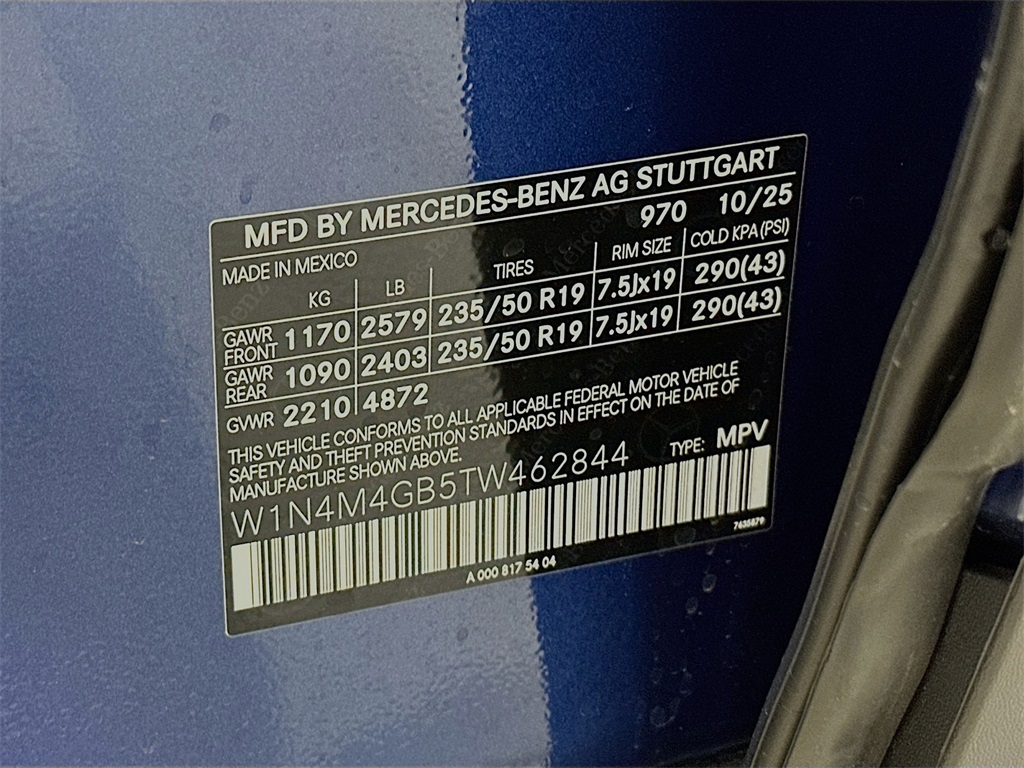 MFD BY MERCEDES-BENZ AG STUTTGART
970 10/25
MADE IN MEXICO
KG LB TIRES RIM SIZE COLD KPA (PSI)
GAWR FRONT 1170 2579 235/50 R19 7.5Jx19 290(43)
GAWR REAR 1090 2403 235/50 R19 7.5Jx19 290(43)
GVWR 2210 4872
THIS VEHICLE CONFORMS TO ALL APPLICABLE FEDERAL MOTOR VEHICLE
SAFETY AND THEFT PREVENTION STANDARDS IN EFFECT ON THE DATE OF
MANUFACTURE SHOWN ABOVE.
TYPE: MPV
W1N4M4GB5TW462844
7635879
A 000 817 54 04